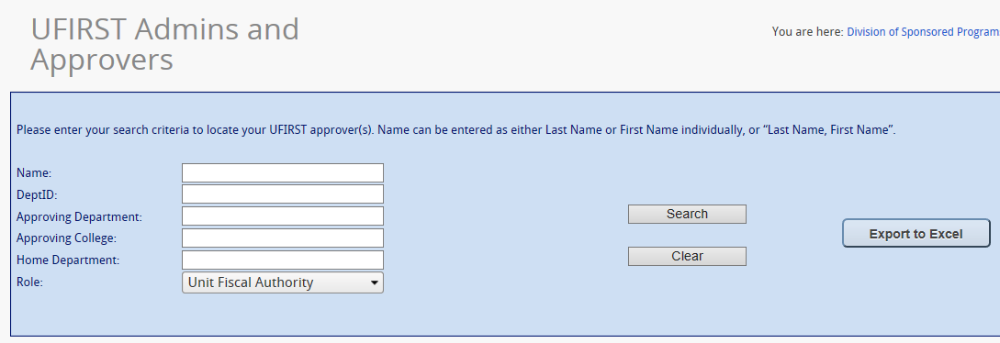 UFIRST Admins and
Approvers
You are here: Division of Sponsored Program
Please enter your search criteria to locate your UFIRST approver(s). Name can be entered as either Last Name or First Name individually, or “Last Name, First Name”.
Name:
DeptID:
Approving Department:
Search
Approving College:
Export to Excel
Home Department:
Clear
Role:
Unit Fiscal Authority